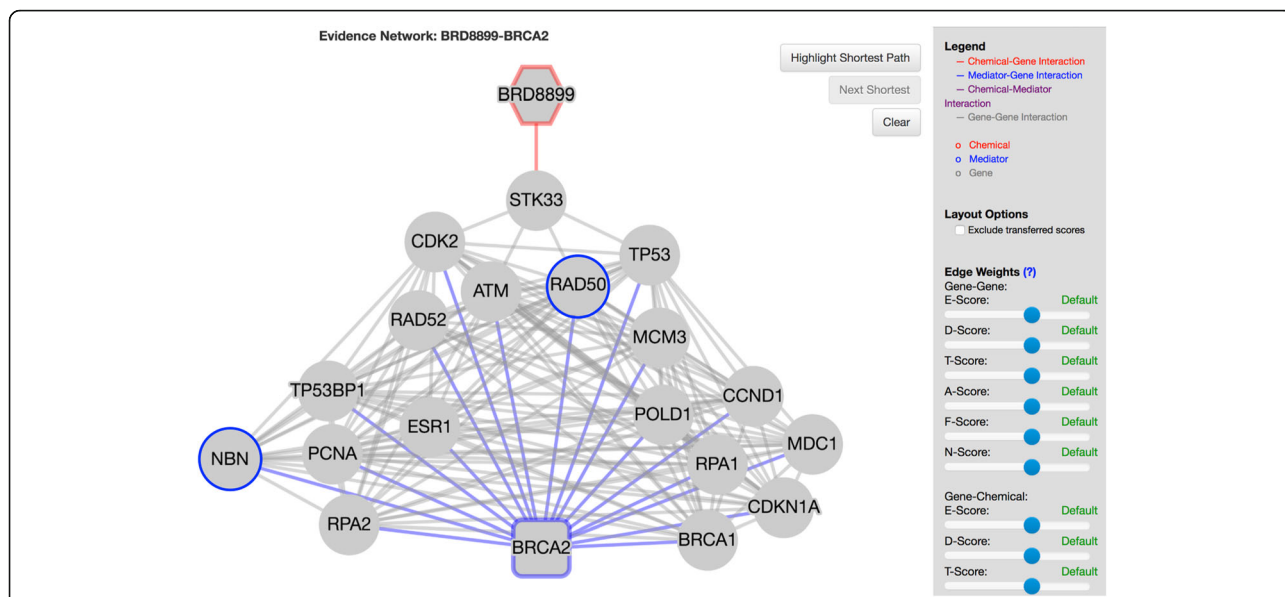 Evidence Network: BRD8899-BRCA2
Highlight Shortest Path
Next Shortest
Clear
BRD8899
STK33
CDK2
TP53
ATM
RAD50
RAD52
MCM3
TP53BP1
CCND1
ESR1
POLD1
MDC1
NBN
PCNA
RPA1
CDKN1A
RPA2
BRCA1
BRCA2
Legend
— Chemical-Gene Interaction
— Mediator-Gene Interaction
— Chemical-Mediator
Interaction
— Gene-Gene Interaction
o Chemical
o Mediator
o Gene
Layout Options
Exclude transferred scores
Edge Weights (?)
Gene-Gene:
E-Score: Default
D-Score: Default
T-Score: Default
A-Score: Default
F-Score: Default
N-Score: Default
Gene-Chemical:
E-Score: Default
D-Score: Default
T-Score: Default